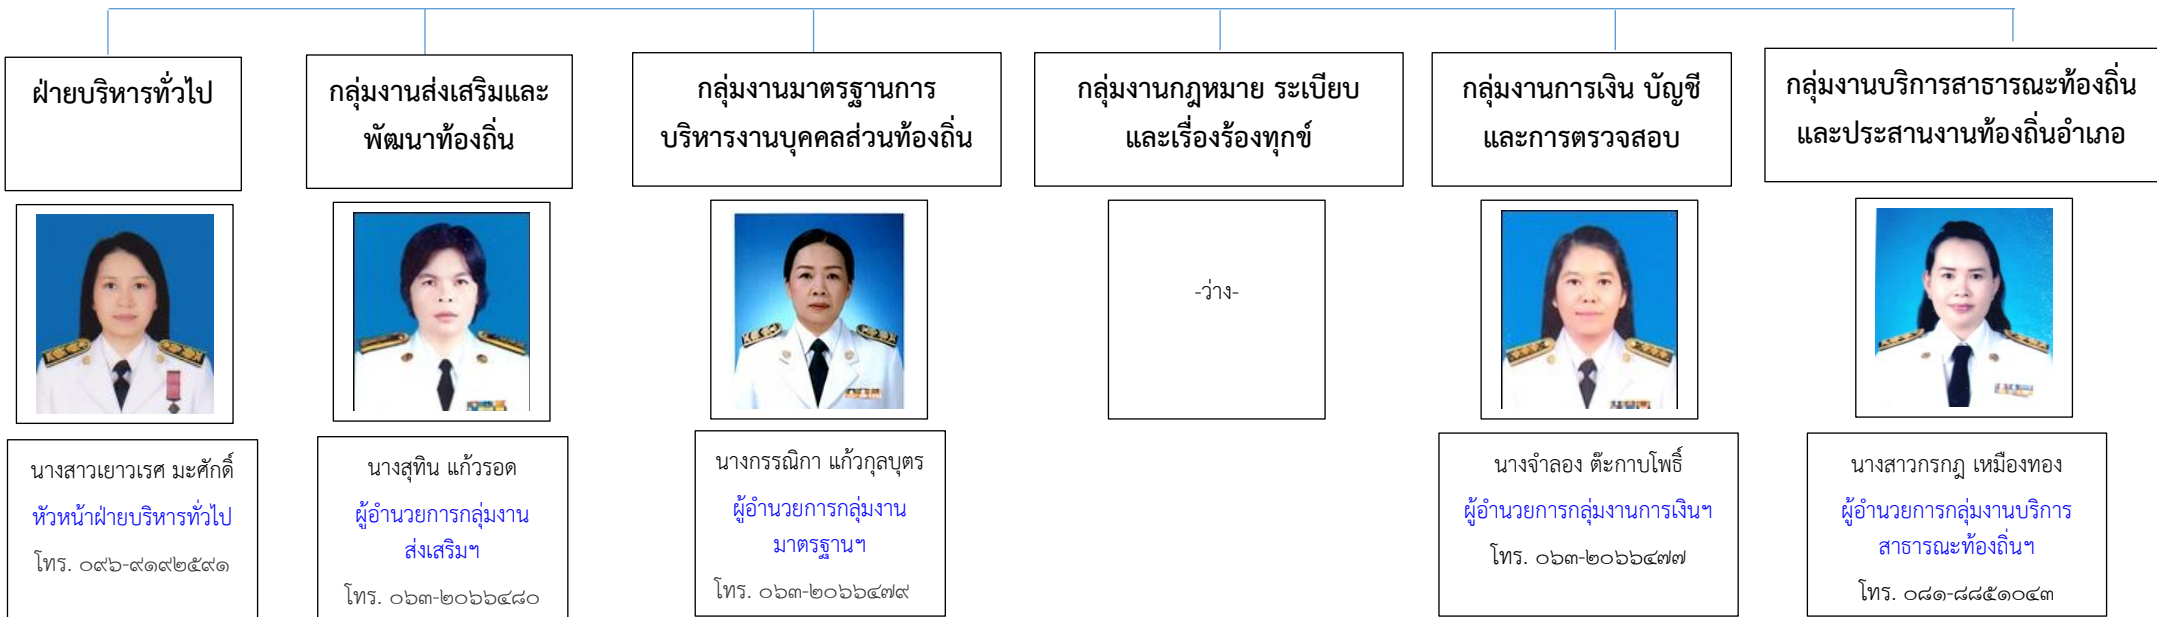 ฝ่ายบริหารทั่วไป
กลุ่มงานส่งเสริมและ
พัฒนาท้องถิ่น
กลุ่มงานมาตรฐานการ
บริหารงานบุคคลส่วนท้องถิ่น
กลุ่มงานกฎหมาย ระเบียบ
และเรื่องร้องทุกข์
กลุ่มงานการเงิน บัญชี
และการตรวจสอบ
กลุ่มงานบริการสาธารณะท้องถิ่น
และประสานงานท้องถิ่นอำเภอ
-ว่าง-
นางสาวเยาวเรศ มะศักดิ์
หัวหน้าฝ่ายบริหารทั่วไป
โทร. ๐๙๖-๙๑๙๒๕๙๑
นางสุทิน แก้วรอด
ผู้อำนวยการกลุ่มงาน
ส่งเสริมฯ
โทร. ๐๖๓-๒๐๖๖๔๘๐
นางกรรณิกา แก้วกุลบุตร
ผู้อำนวยการกลุ่มงาน
มาตรฐานฯ
โทร. ๐๖๓-๒๐๖๖๔๗๙
นางจำลอง ต๊ะกาบโพธิ์
ผู้อำนวยการกลุ่มงานการเงินฯ
โทร. ๐๖๓-๒๐๖๖๔๗๗
นางสาวกรกฎ เหมืองทอง
ผู้อำนวยการกลุ่มงานบริการ
สาธารณะท้องถิ่นฯ
โทร. ๐๘๑-๘๘๕๑๐๔๓